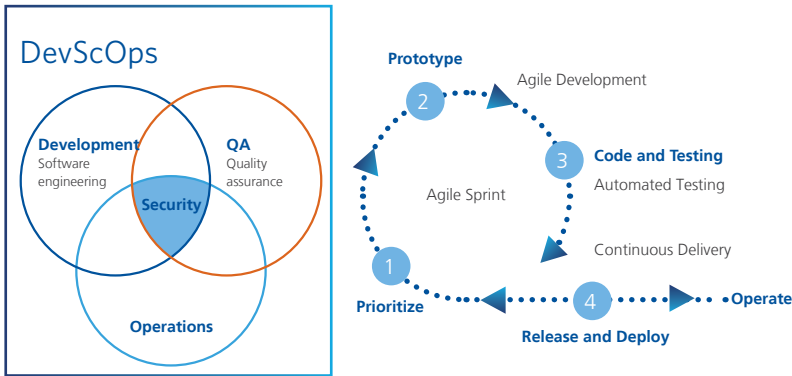 DevScOps
Development
Software
engineering
QA
Quality
assurance
Security
Operations
Prototype
2
Agile Development
3
Code and Testing
Automated Testing
Agile Sprint
Continuous Delivery
1
Prioritize
4
Operate
Release and Deploy